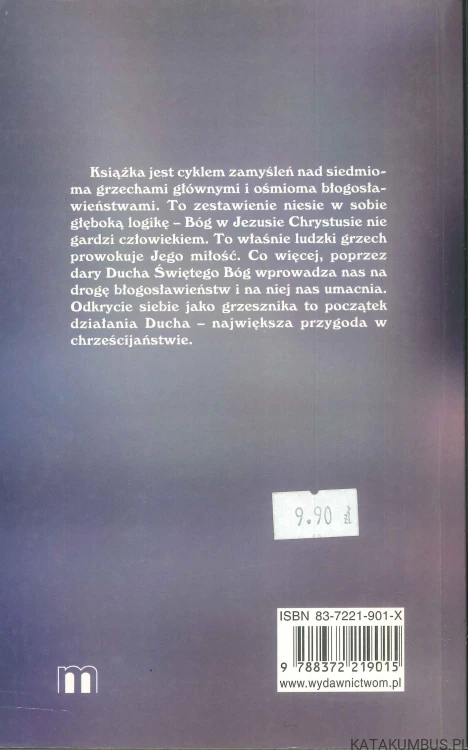 Książka jest cyklem zamyśleń nad siedmio-
ma grzechami głównymi i ośmioma błogosła-
wieństwami. To zestawienie niesie w sobie
głęboką logikę – Bóg w Jezusie Chrystusie nie
gardzi człowiekiem. To właśnie ludzki grzech
prowokuje Jego miłość. Co więcej, poprzez
dary Ducha Świętego Bóg wprowadza nas na
drogę błogosławieństw i na niej nas umacnia.
Odkrycie siebie jako grzesznika to początek
działania Ducha – największa przygoda w
chrześcijaństwie.
9.90 zł
ISBN 83-7221-901-X
9 788372 219015
www.wydawnictwom.pl
m
KATAKUMBUS.PL